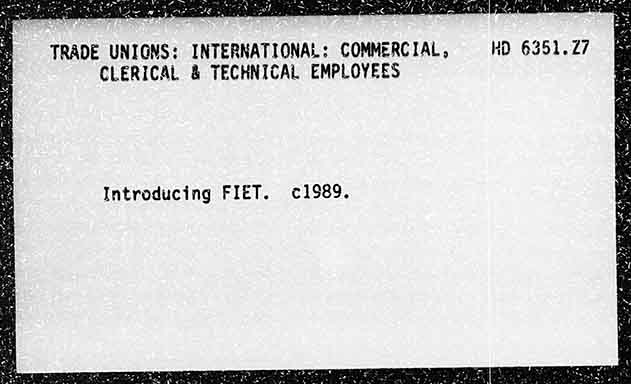 TRADE UNIONS: INTERNATIONAL: COMMERCIAL, HD 6351.Z7
CLERICAL & TECHNICAL EMPLOYEES
Introducing FIET. c1989.